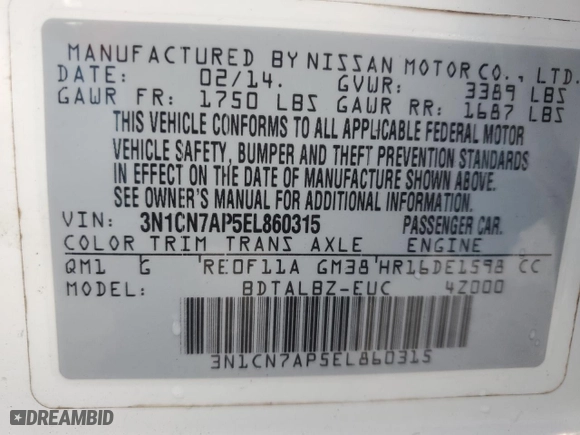 MANUFACTURED BY NISSAN MOTOR CO., LTD.
DATE: 02/14. GVWR: 3389 LBS
GAWR FR: 1750 LBS GAWR RR: 1687 LBS
THIS VEHICLE CONFORMS TO ALL APPLICABLE FEDERAL MOTOR
VEHICLE SAFETY, BUMPER AND THEFT PREVENTION STANDARDS
IN EFFECT ON THE DATE OF MANUFACTURE SHOWN ABOVE.
SEE OWNER'S MANUAL FOR ADDITIONAL INFORMATION.
VIN: 3N1CN7AP5EL860315 PASSENGER CAR.
COLOR TRIM TRANS AXLE ENGINE
QM1 G RE0F11A GM38 HR16DE1598 CC
MODEL: BDTALBZ-EUC 4Z000
3N1CN7AP5EL860315
DREAMBID